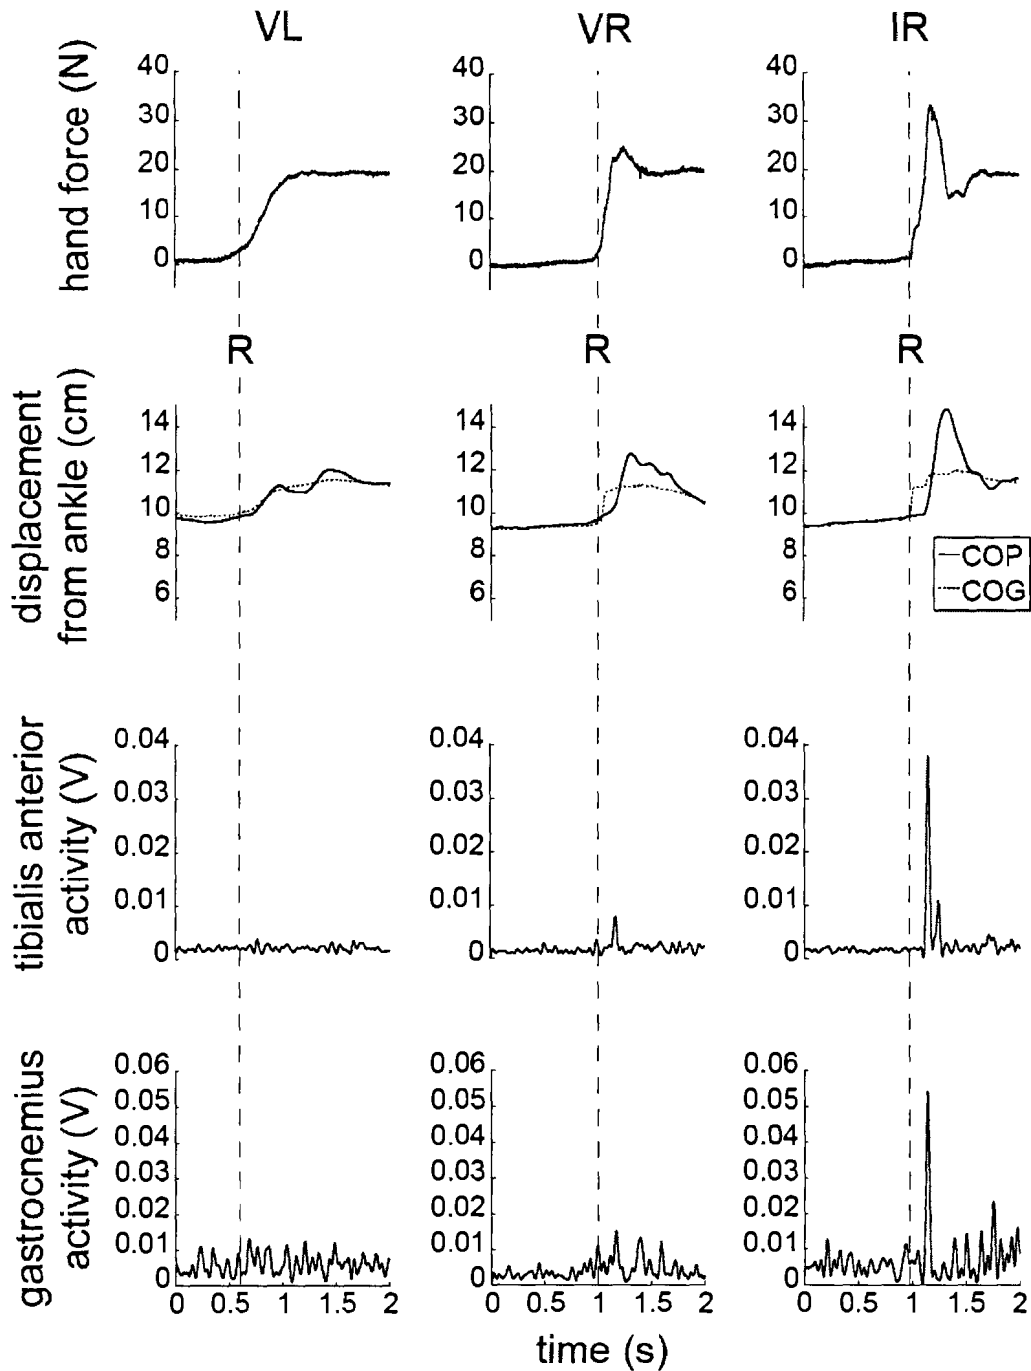 VL VR IR
hand force (N)
40 40 40
30 30 30
20 20 20
10 10 10
0 0 0
R R R
displacement
from ankle (cm)
14 14 14
12 12 12
10 10 10
8 8 8
6 6 6
COP
COG
tibialis anterior
activity (V)
0.04 0.04 0.04
0.03 0.03 0.03
0.02 0.02 0.02
0.01 0.01 0.01
0 0 0
gastrocnemius
activity (V)
0.06 0.06 0.06
0.05 0.05 0.05
0.04 0.04 0.04
0.03 0.03 0.03
0.02 0.02 0.02
0.01 0.01 0.01
0 0 0
0 0.5 1 1.5 2 0 0.5 1 1.5 2 0 0.5 1 1.5 2
time (s)